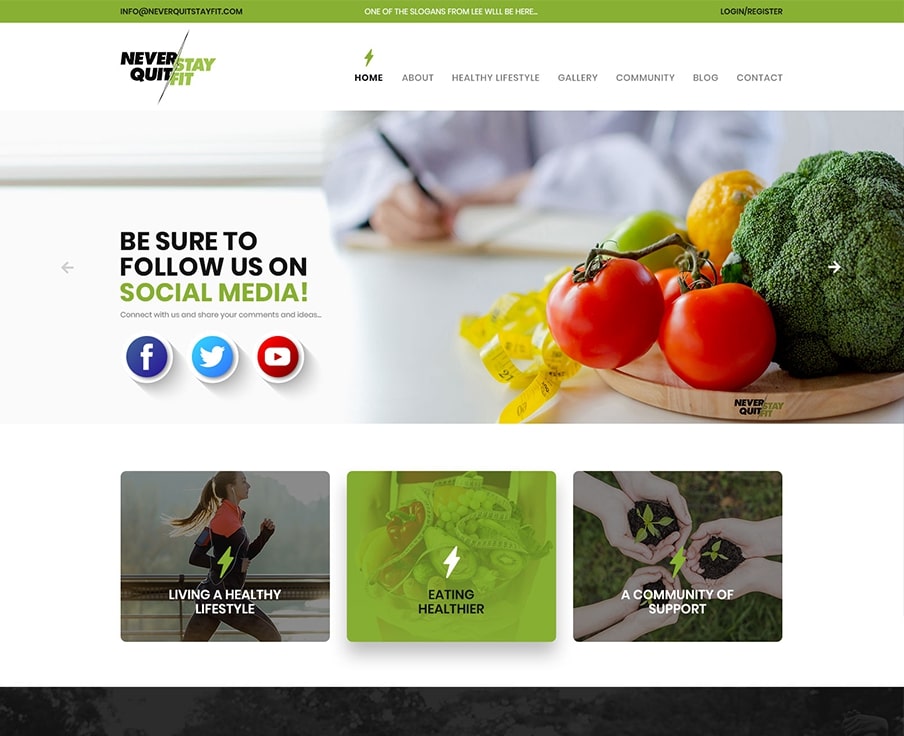 INFO@NEVERQUITSTAYFIT.COM
ONE OF THE SLOGANS FROM LEE WLLL BE HERE...
LOGIN/REGISTER
NEVER
QUIT
STAY
FIT
HOME ABOUT HEALTHY LIFESTYLE GALLERY COMMUNITY BLOG CONTACT
BE SURE TO
FOLLOW US ON
SOCIAL MEDIA!
Connect with us and share your comments and ideas...
NEVER
QUIT
STAY
FIT
LIVING A HEALTHY
LIFESTYLE
EATING
HEALTHIER
A COMMUNITY OF
SUPPORT